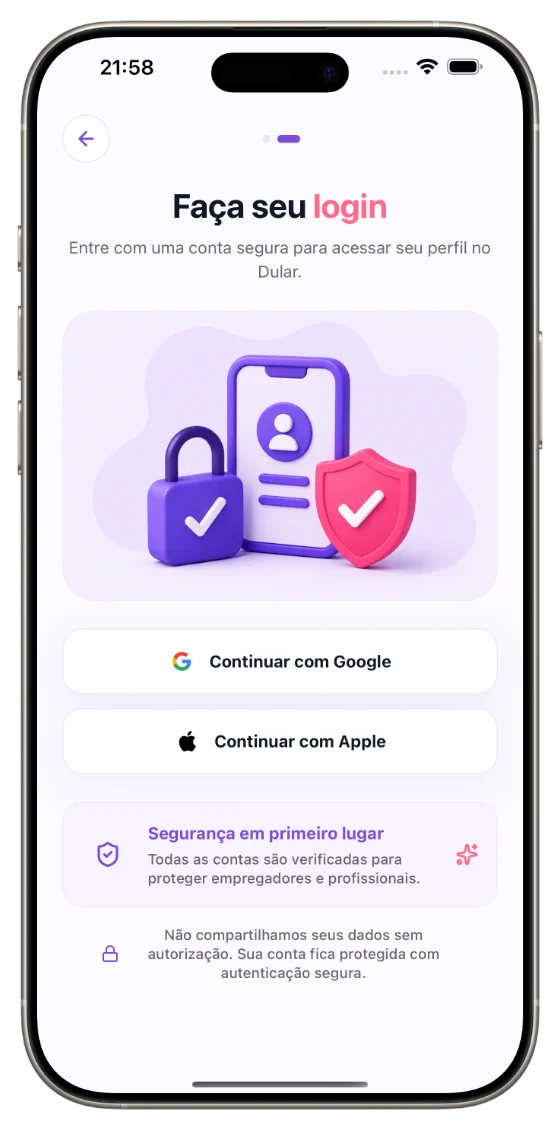 21:58
Faça seu login
Entre com uma conta segura para acessar seu perfil no
Dular.
Continuar com Google
Continuar com Apple
Segurança em primeiro lugar
Todas as contas são verificadas para
proteger empregadores e profissionais.
Não compartilhamos seus dados sem
autorização. Sua conta fica protegida com
autenticação segura.